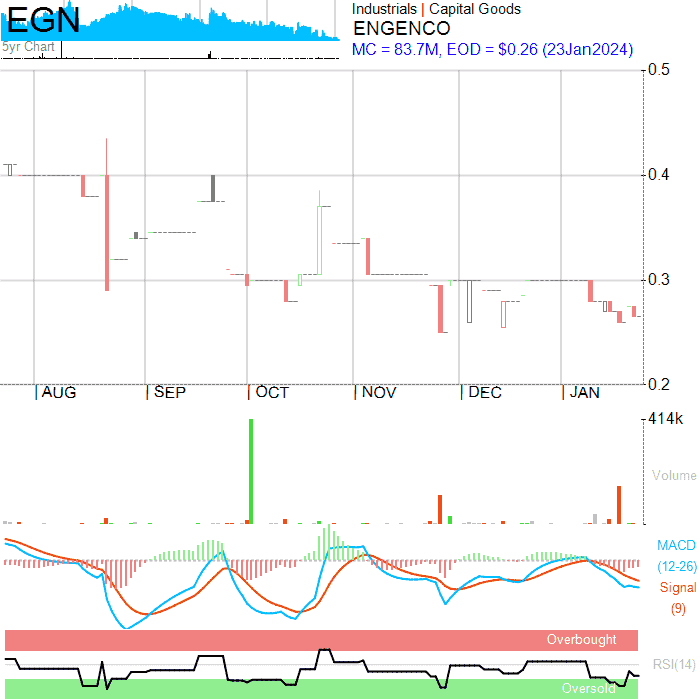 EGN
5yr Chart
Industrials | Capital Goods
ENGENCO
MC = 83.7M, EOD = $0.26 (23Jan2024)
0.5
0.4
0.3
0.2
|AUG |SEP |OCT |NOV |DEC |JAN
414k
Volume
MACD
(12-26)
Signal
(9)
Overbought
RSI(14)
Oversold